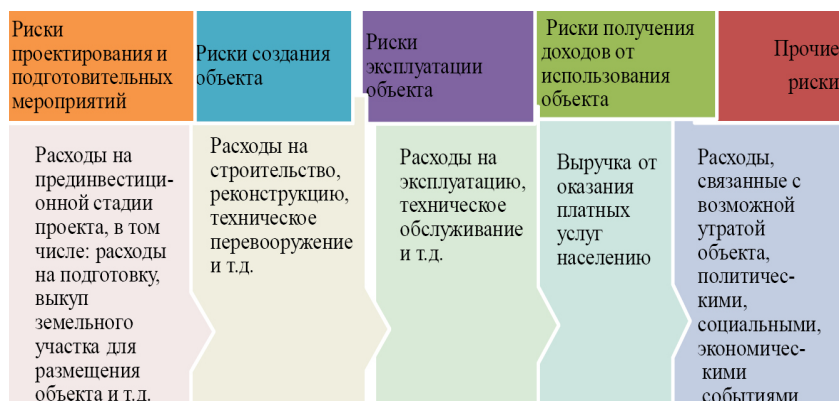 Риски
проектирования и
подготовительных
мероприятий
Риски создания
объекта
Риски
эксплуатации
объекта
Риски получения
доходов от
использования
объекта
Прочие
риски
Расходы на
прединвестици-
онной стадии
проекта, в том
числе: расходы
на подготовку,
выкуп
земельного
участка для
размещения
объекта и т.д.
Расходы на
строительство,
реконструкцию,
техническое
перевооружение
и т.д.
Расходы на
эксплуатацию,
техническое
обслуживание
и т.д.
Выручка от
оказания
платных
услуг
населению
Расходы,
связанные с
возможной
утратой
объекта,
политичес-
кими,
социальными,
экономичес-
кими
событиями